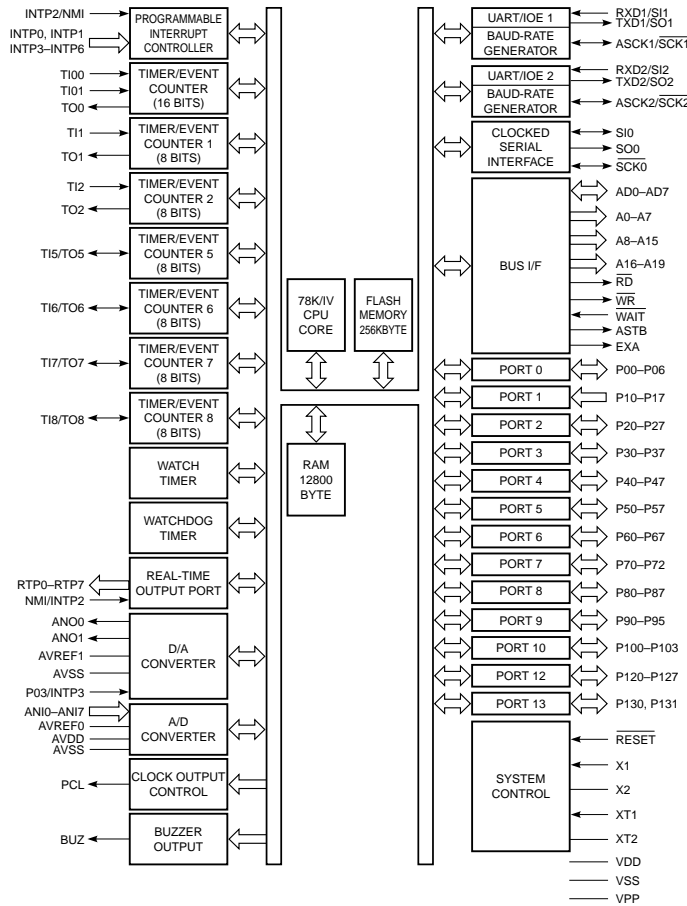 INTP2/NMI
INTP0, INTP1
INTP3–INTP6
PROGRAMMABLE
INTERRUPT
CONTROLLER
TI00
TI01
TO0
TIMER/EVENT
COUNTER
(16 BITS)
TI1
TO1
TIMER/EVENT
COUNTER 1
(8 BITS)
TI2
TO2
TIMER/EVENT
COUNTER 2
(8 BITS)
TI5/TO5
TIMER/EVENT
COUNTER 5
(8 BITS)
TI6/TO6
TIMER/EVENT
COUNTER 6
(8 BITS)
TI7/TO7
TIMER/EVENT
COUNTER 7
(8 BITS)
TI8/TO8
TIMER/EVENT
COUNTER 8
(8 BITS)
WATCH
TIMER
WATCHDOG
TIMER
RTP0–RTP7
NMI/INTP2
REAL-TIME
OUTPUT PORT
ANO0
ANO1
AVREF1
AVSS
P03/INTP3
D/A
CONVERTER
ANI0–ANI7
AVREF0
AVDD
AVSS
A/D
CONVERTER
PCL
CLOCK OUTPUT
CONTROL
BUZ
BUZZER
OUTPUT
78K/IV
CPU
CORE
FLASH
MEMORY
256KBYTE
RAM
12800
BYTE
UART/IOE 1
BAUD-RATE
GENERATOR
RXD1/SI1
TXD1/SO1
ASCK1/SCK1
UART/IOE 2
BAUD-RATE
GENERATOR
RXD2/SI2
TXD2/SO2
ASCK2/SCK2
CLOCKED
SERIAL
INTERFACE
SI0
SO0
SCK0
BUS I/F
AD0–AD7
A0–A7
A8–A15
A16–A19
RD
WR
WAIT
ASTB
EXA
PORT 0
P00–P06
PORT 1
P10–P17
PORT 2
P20–P27
PORT 3
P30–P37
PORT 4
P40–P47
PORT 5
P50–P57
PORT 6
P60–P67
PORT 7
P70–P72
PORT 8
P80–P87
PORT 9
P90–P95
PORT 10
P100–P103
PORT 12
P120–P127
PORT 13
P130, P131
SYSTEM
CONTROL
RESET
X1
X2
XT1
XT2
VDD
VSS
VPP